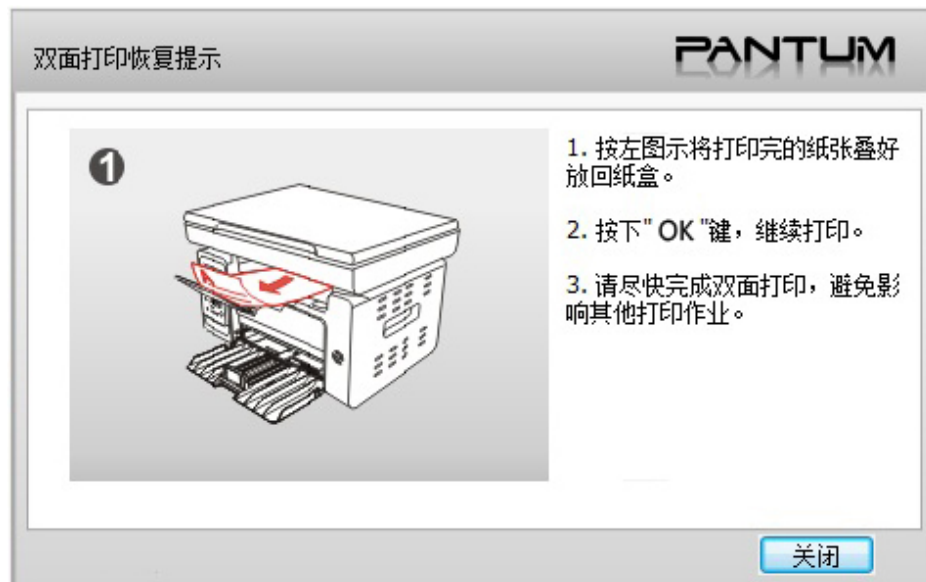 双面打印恢复提示
PANTUM
1
1. 按左图示将打印完的纸张叠好
放回纸盒。
2. 按下" OK "键，继续打印。
3. 请尽快完成双面打印，避免影
响其他打印作业。
关闭